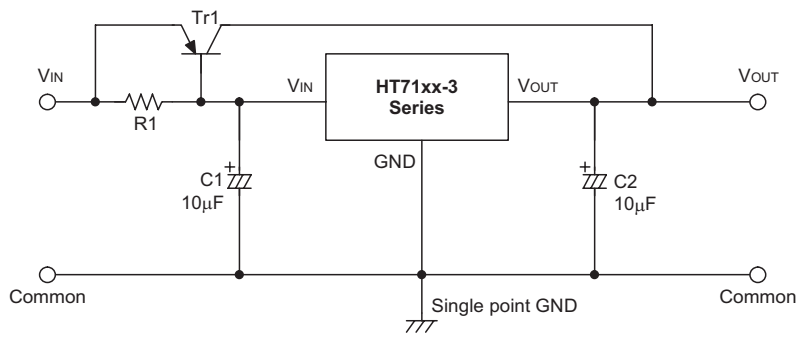 Tr1
VIN
R1
VIN
HT71xx-3
Series
VOUT
VOUT
GND
+
C1
10μF
+
C2
10μF
Common
Single point GND
Common